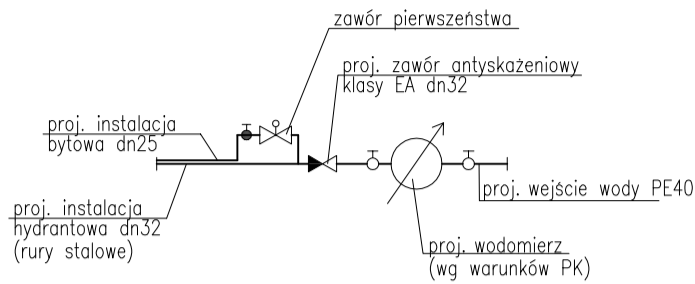 zawór pierwszeństwa
proj. zawór antyskażeniowy
klasy EA dn32
proj. instalacja
bytowa dn25
proj. wejście wody PE40
proj. instalacja
hydrantowa dn32
(rury stalowe)
proj. wodomierz
(wg warunków PK)